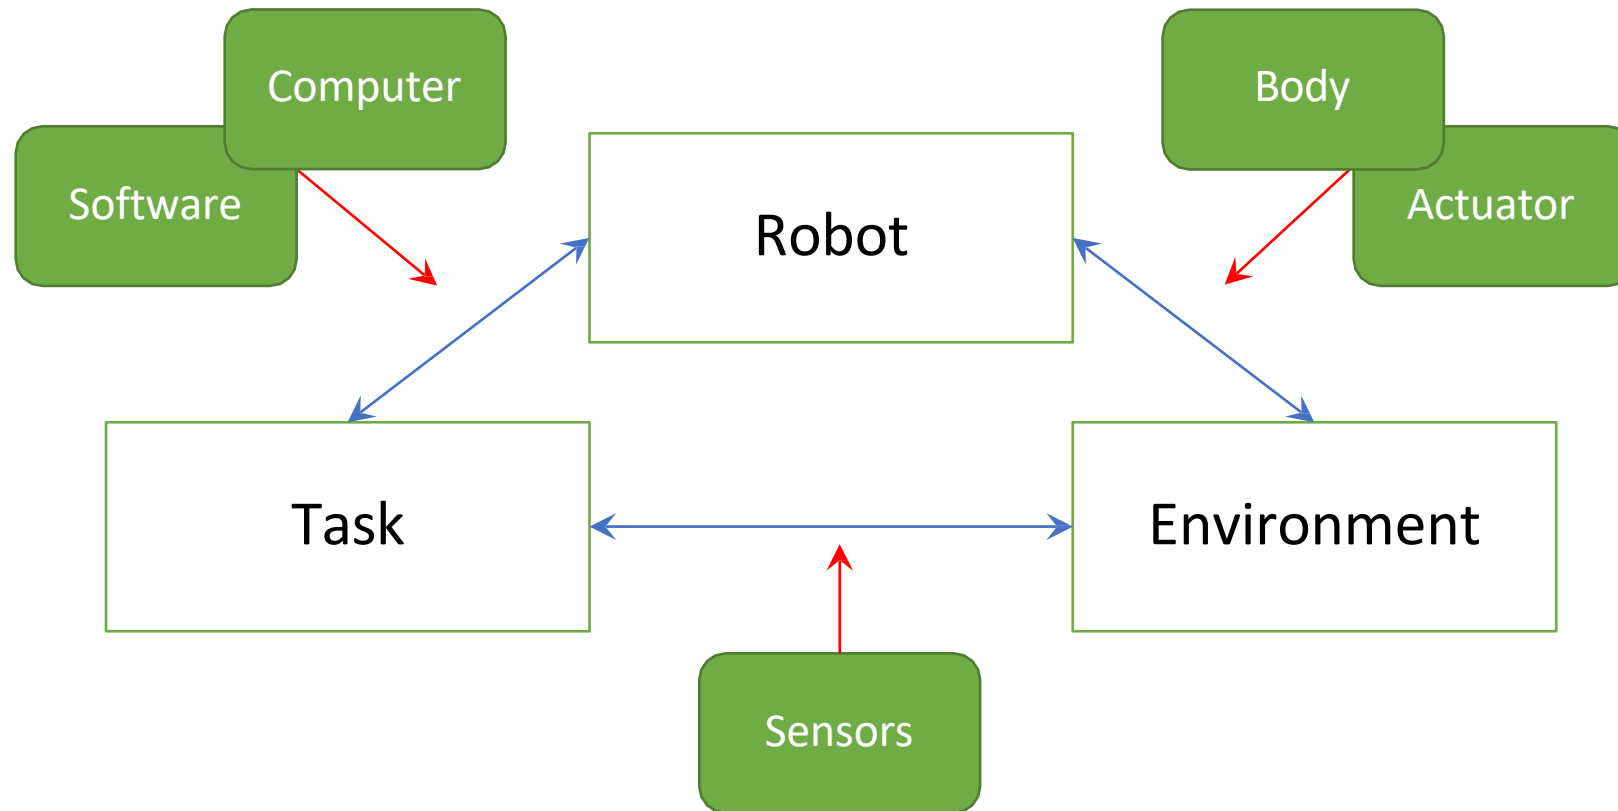 Computer
Body
Software
Actuator
Robot
Task
Environment
Sensors